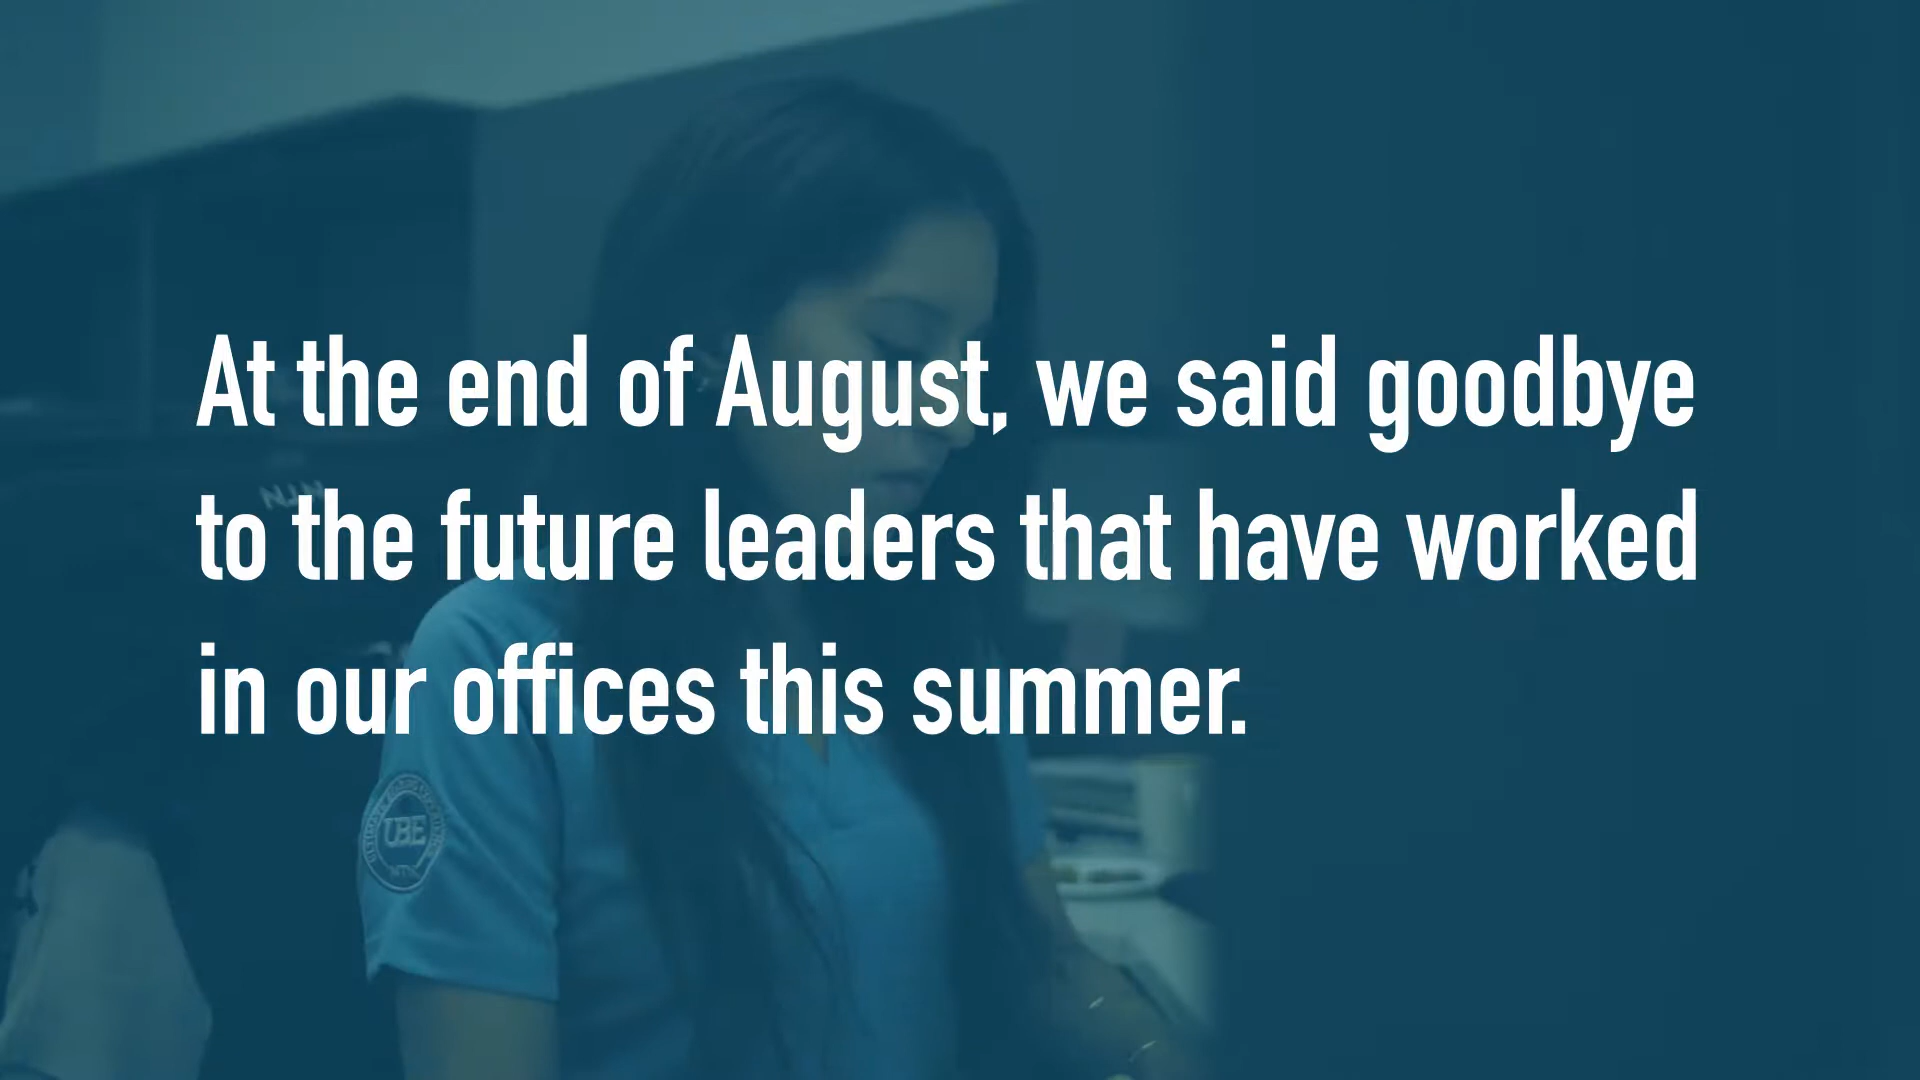 At the end of August, we said goodbye
to the future leaders that have worked
in our offices this summer.
UBE